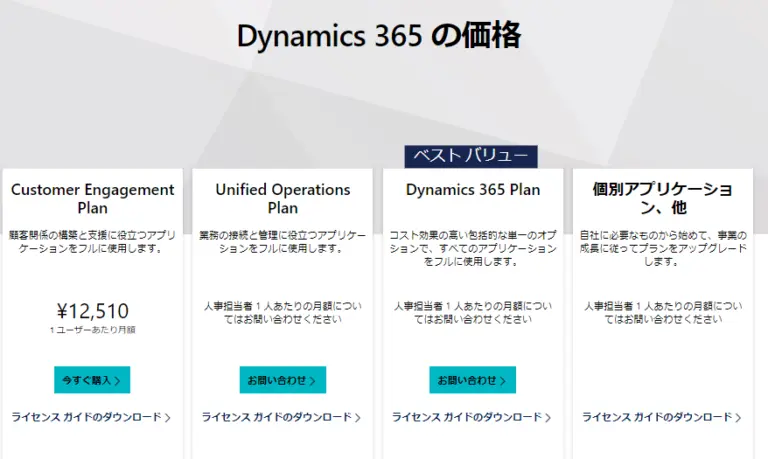 Dynamics 365 の価格
ベスト バリュー
Customer Engagement
Plan
顧客関係の構築と支援に役立つアプリ
ケーションをフルに使用します。
¥12,510
1 ユーザーあたり月額
今すぐ購入 >
ライセンス ガイドのダウンロード >
Unified Operations
Plan
業務の接続と管理に役立つアプリケー
ションをフルに使用します。
人事担当者 1 人あたりの月額につい
てはお問い合わせください
お問い合わせ >
ライセンス ガイドのダウンロード >
Dynamics 365 Plan
コスト効果の高い包括的な単一のオプ
ションで、すべてのアプリケーション
をフルに使用します。
人事担当者 1 人あたりの月額につい
てはお問い合わせください
お問い合わせ >
ライセンス ガイドのダウンロード >
個別アプリケーショ
ン、他
自社に必要なものから始めて、事業の
成長に従ってプランをアップグレード
します。
人事担当者 1 人あたりの月額につい
てはお問い合わせください
ライセンス ガイドのダウンロード >